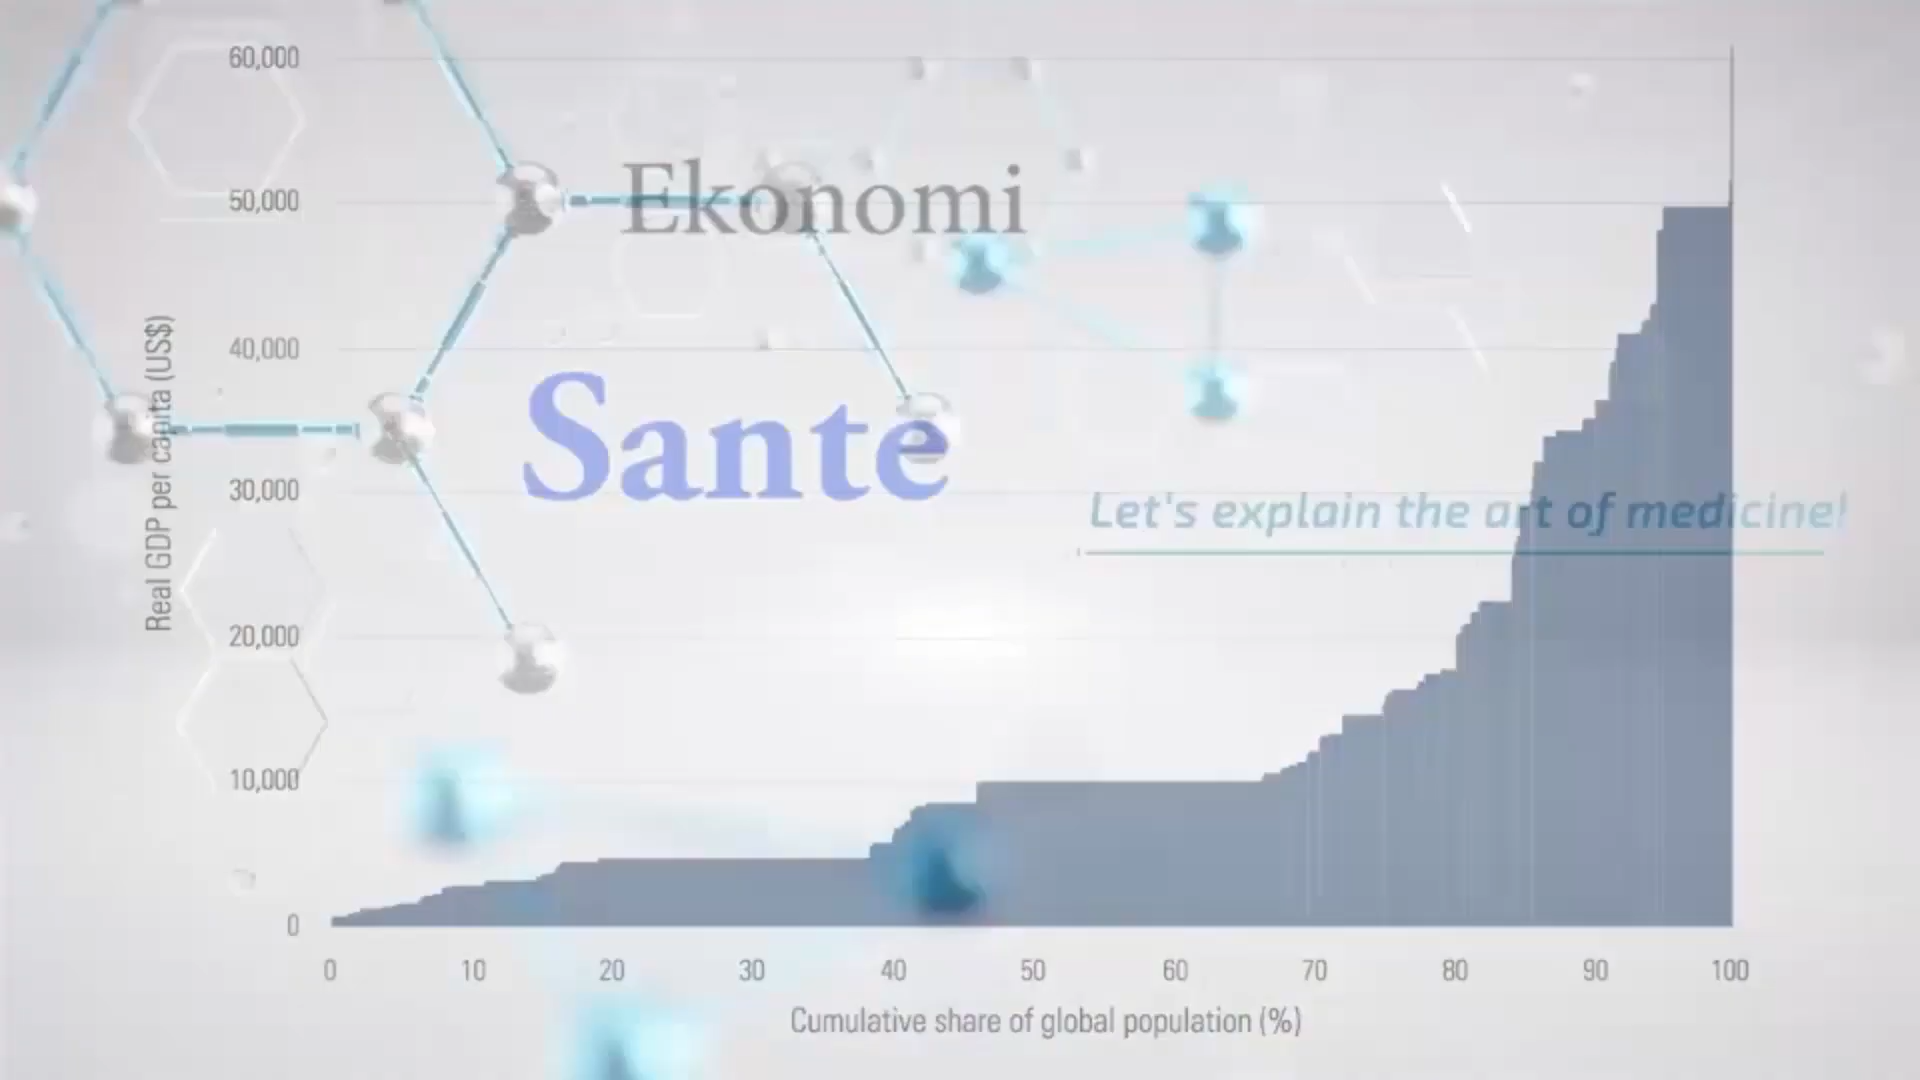 60,000
50,000
40,000
30,000
20,000
10,000
0
Real GDP per capita (US$)
Ekonomi
Sante
Let's explain the art of medicine!
0 10 20 30 40 50 60 70 80 90 100
Cumulative share of global population (%)